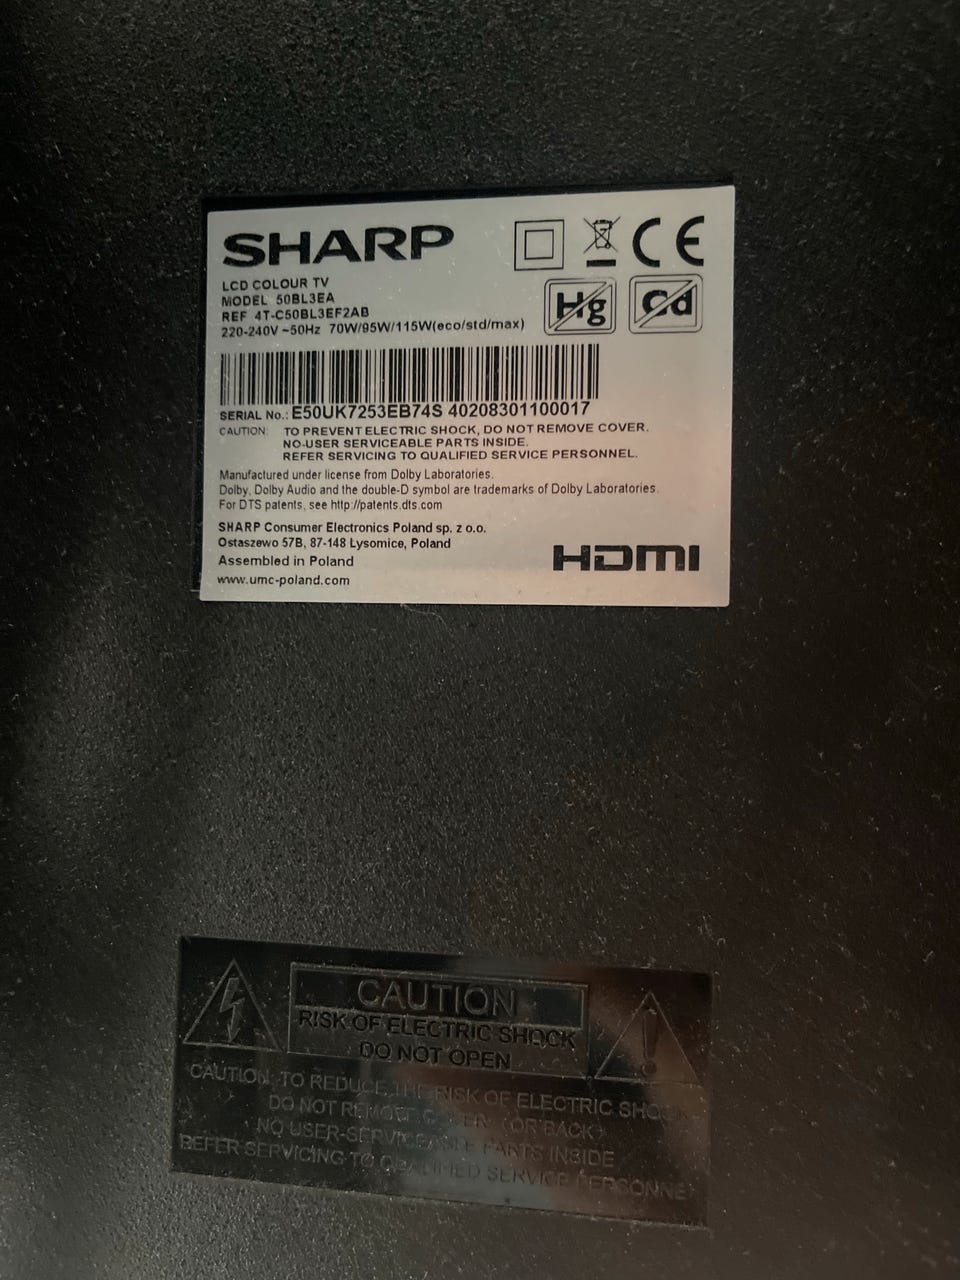 SHARP
CE
LCD COLOUR TV
MODEL 50BL3EA
REF 4T-C50BL3EF2AB
220-240V ~50Hz 70W/95W/115W(eco/std/max)
Hg Cd
SERIAL No.: E50UK7253EB74S 40208301100017
CAUTION: TO PREVENT ELECTRIC SHOCK, DO NOT REMOVE COVER.
NO-USER SERVICEABLE PARTS INSIDE.
REFER SERVICING TO QUALIFIED SERVICE PERSONNEL.
Manufactured under license from Dolby Laboratories.
Dolby, Dolby Audio and the double-D symbol are trademarks of Dolby Laboratories.
For DTS patents, see http://patents.dts.com
SHARP Consumer Electronics Poland sp. z o.o.
Ostaszewo 57B, 87-148 Łysomice, Poland
Assembled in Poland
www.umc-poland.com
HDMI
CAUTION
RISK OF ELECTRIC SHOCK
DO NOT OPEN
CAUTION: TO REDUCE THE RISK OF ELECTRIC SHOCK
DO NOT REMOVE COVER (OR BACK)
NO USER-SERVICEABLE PARTS INSIDE
REFER SERVICING TO QUALIFIED SERVICE PERSONNEL